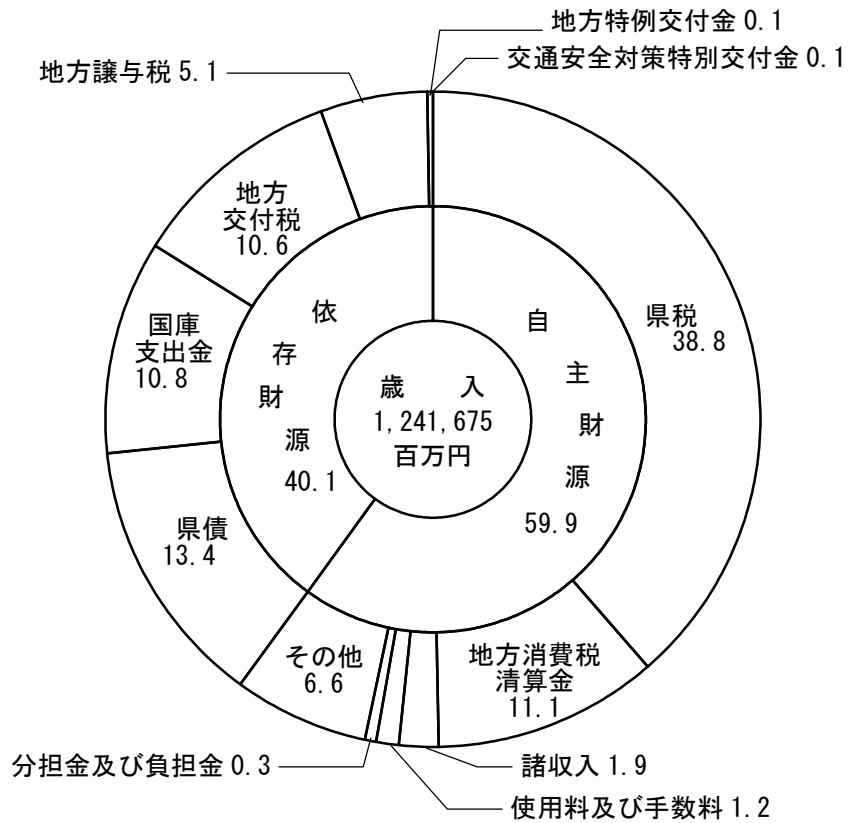 地方特例交付金 0.1
交通安全対策特別交付金 0.1
地方譲与税 5.1
地方
交付税
10.6
国庫
支出金
10.8
県債
13.4
依存財源
40.1
歳 入
1,241,675
百万円
自主財源
59.9
県税
38.8
地方消費税
清算金
11.1
その他
6.6
分担金及び負担金 0.3
諸収入 1.9
使用料及び手数料 1.2